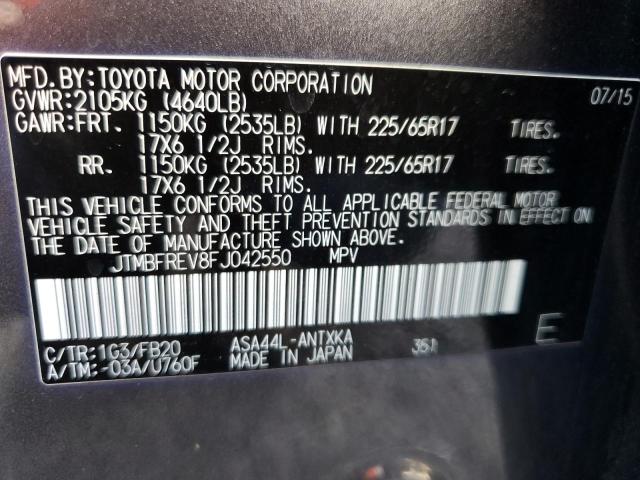 MFD.BY:TOYOTA MOTOR CORPORATION 07/15
GVWR:2105KG (4640LB)
GAWR:FRT. 1150KG (2535LB) WITH 225/65R17 TIRES.
17X6 1/2J RIMS.
RR. 1150KG (2535LB) WITH 225/65R17 TIRES.
17X6 1/2J RIMS.
THIS VEHICLE CONFORMS TO ALL APPLICABLE FEDERAL MOTOR
VEHICLE SAFETY AND THEFT PREVENTION STANDARDS IN EFFECT ON
THE DATE OF MANUFACTURE SHOWN ABOVE.
JTMBFREV8FJ042550 MPV
C/TR:1G3/FB20 ASA44L-ANTXKA 351 E
A/TM:-03A/U760F MADE IN JAPAN